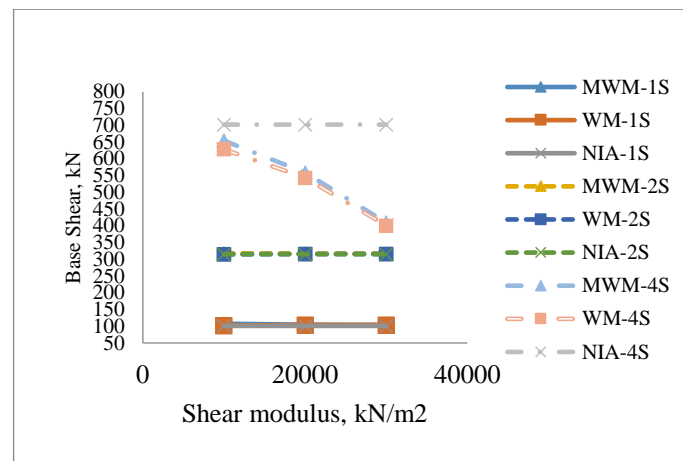 Base Shear, kN
800
750
700
650
600
550
500
450
400
350
300
250
200
150
100
50
0
20000
40000
Shear modulus, kN/m2
MWM-1S
WM-1S
NIA-1S
MWM-2S
WM-2S
NIA-2S
MWM-4S
WM-4S
NIA-4S